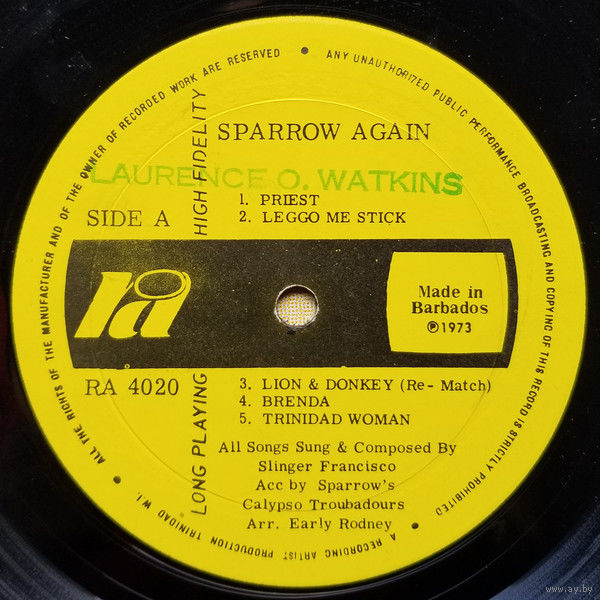 ALL THE RIGHTS OF THE MANUFACTURER AND OF THE OWNER OF RECORDED WORK ARE RESERVED • ANY UNAUTHORIZED PUBLIC PERFORMANCE BROADCASTING AND COPYING OF THIS RECORD IS STRICTLY PROHIBITED
HIGH FIDELITY
SPARROW AGAIN
LAURENCE O. WATKINS
SIDE A
1. PRIEST
2. LEGGO ME STICK
ra
Made in
Barbados
℗1973
RA 4020
LONG PLAYING
3. LION & DONKEY (Re-Match)
4. BRENDA
5. TRINIDAD WOMAN
All Songs Sung & Composed By
Slinger Francisco
Acc by Sparrow's
Calypso Troubadours
Arr. Early Rodney
A RECORDING ARTIST PRODUCTION TRINIDAD W.I.
www.ay.by